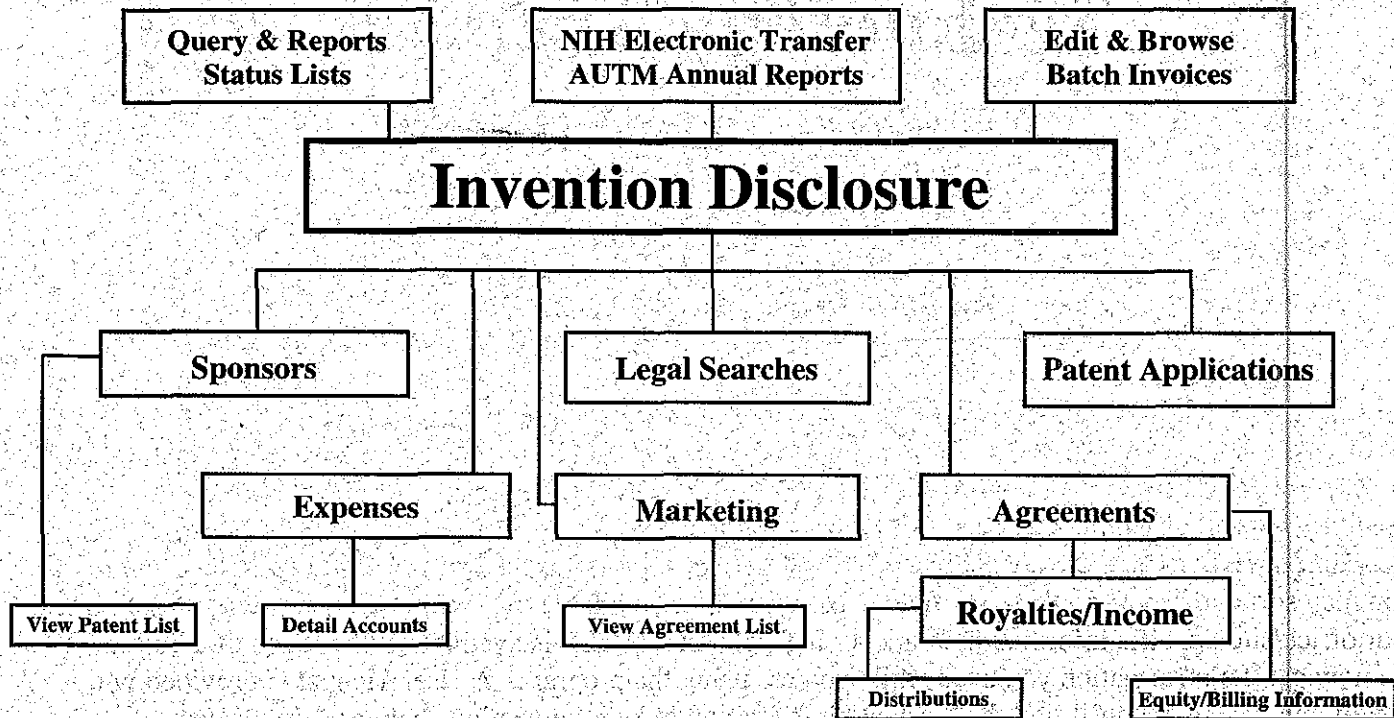 Query & Reports
Status Lists
NIH Electronic Transfer
AUTM Annual Reports
Edit & Browse
Batch Invoices
Invention Disclosure
Sponsors
Legal Searches
Patent Applications
Expenses
Marketing
Agreements
Royalties/Income
View Patent List
Detail Accounts
View Agreement List
Distributions
Equity/Billing Information